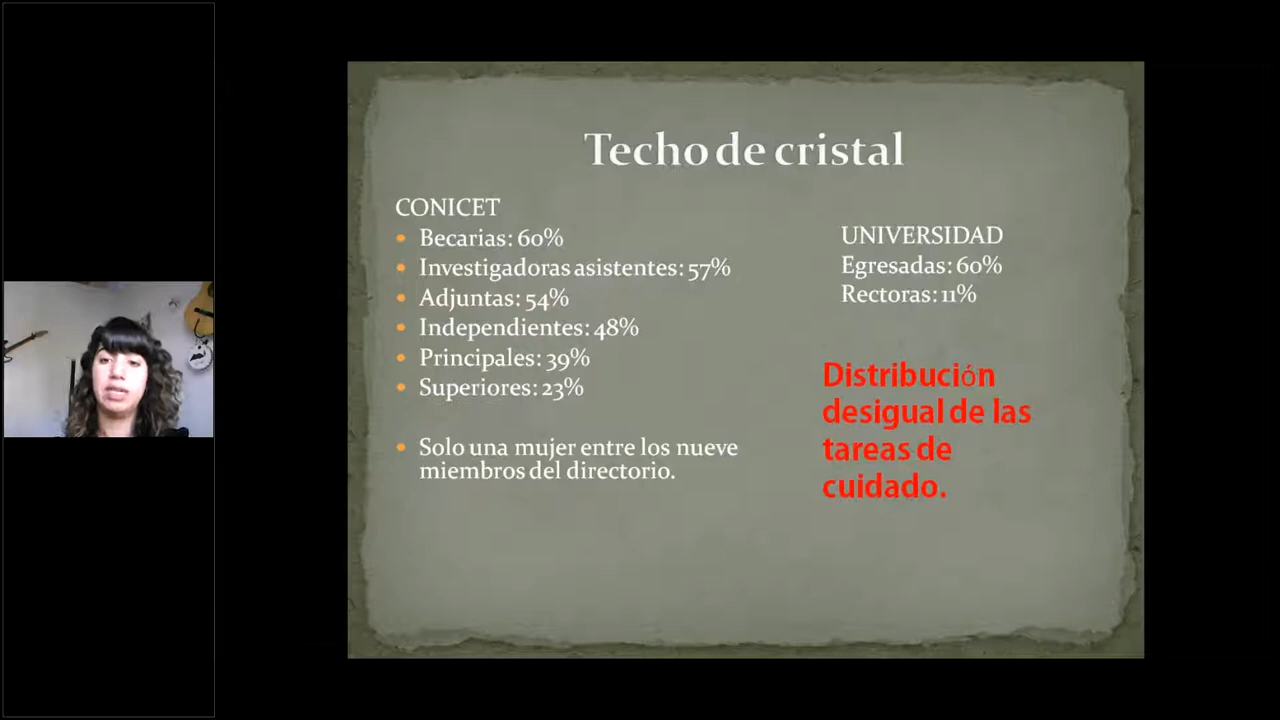 Techo de cristal
CONICET
Becarias: 60%
Investigadoras asistentes: 57%
Adjuntas: 54%
Independientes: 48%
Principales: 39%
Superiores: 23%
Solo una mujer entre los nueve
miembros del directorio.
UNIVERSIDAD
Egresadas: 60%
Rectoras: 11%
Distribución
desigual de las
tareas de
cuidado.